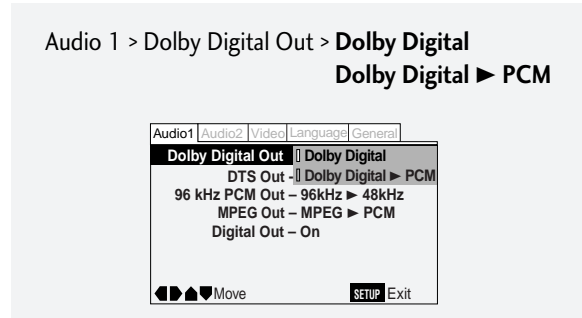 Audio 1 > Dolby Digital Out > Dolby Digital
Dolby Digital ► PCM
Audio1 Audio2 Video Language General
Dolby Digital Out Dolby Digital
DTS Out - Dolby Digital ► PCM
96 kHz PCM Out – 96kHz ► 48kHz
MPEG Out – MPEG ► PCM
Digital Out – On
Move SETUP Exit